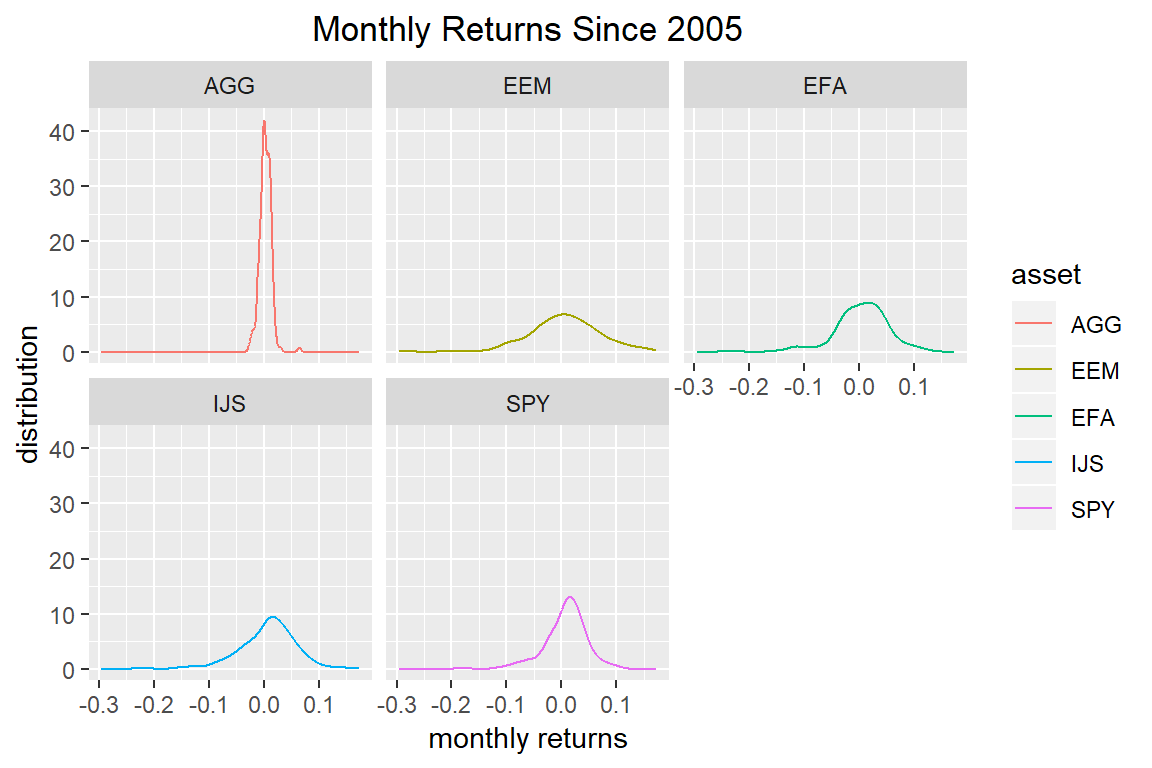 Monthly Returns Since 2005
AGG
EEM
EFA
40
30
20
10
0
-0.3 -0.2 -0.1 0.0 0.1
IJS
SPY
40
30
20
10
0
-0.3 -0.2 -0.1 0.0 0.1
-0.3 -0.2 -0.1 0.0 0.1
distribution
monthly returns
asset
AGG
EEM
EFA
IJS
SPY